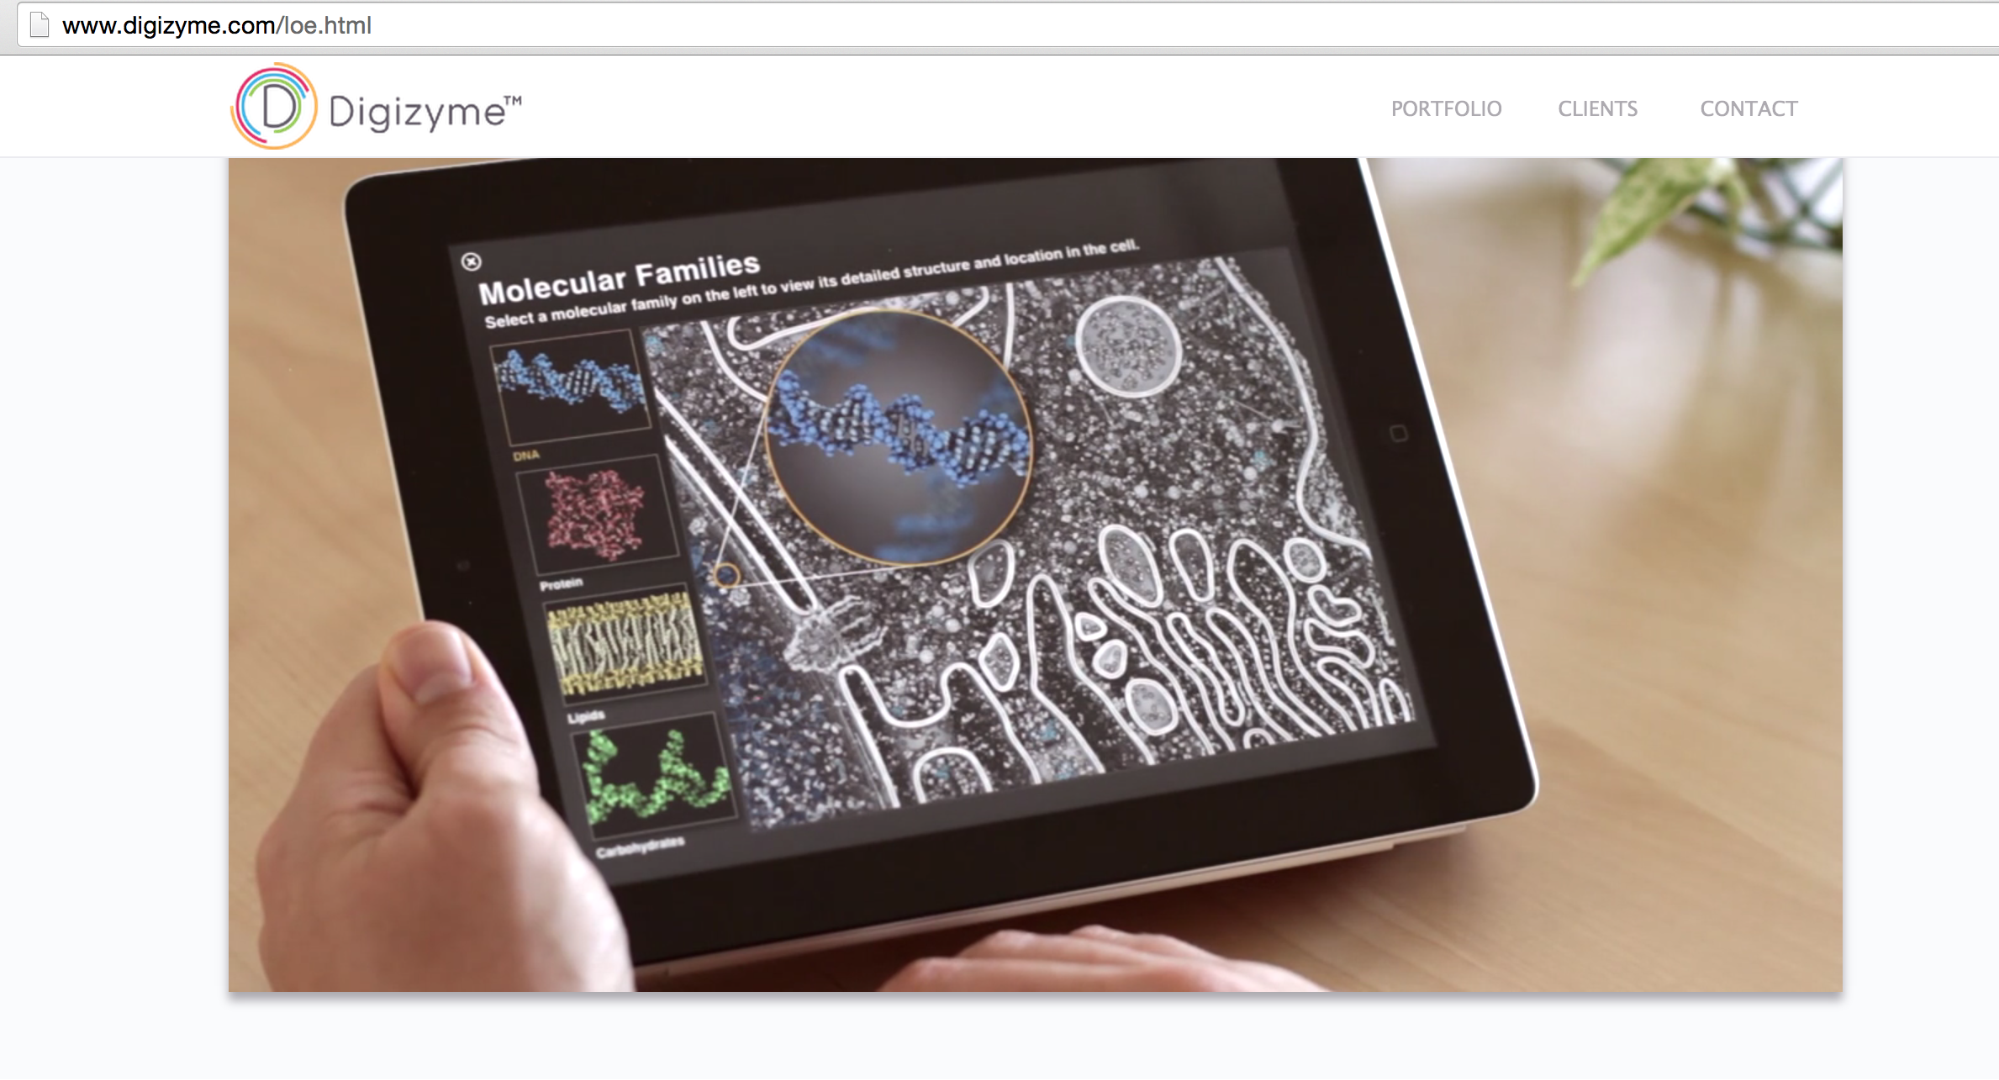 www.digizyme.com/loe.html
D Digizyme™
PORTFOLIO CLIENTS CONTACT
Molecular Families
Select a molecular family on the left to view its detailed structure and location in the cell.
DNA
Protein
Lipids
Carbohydrates